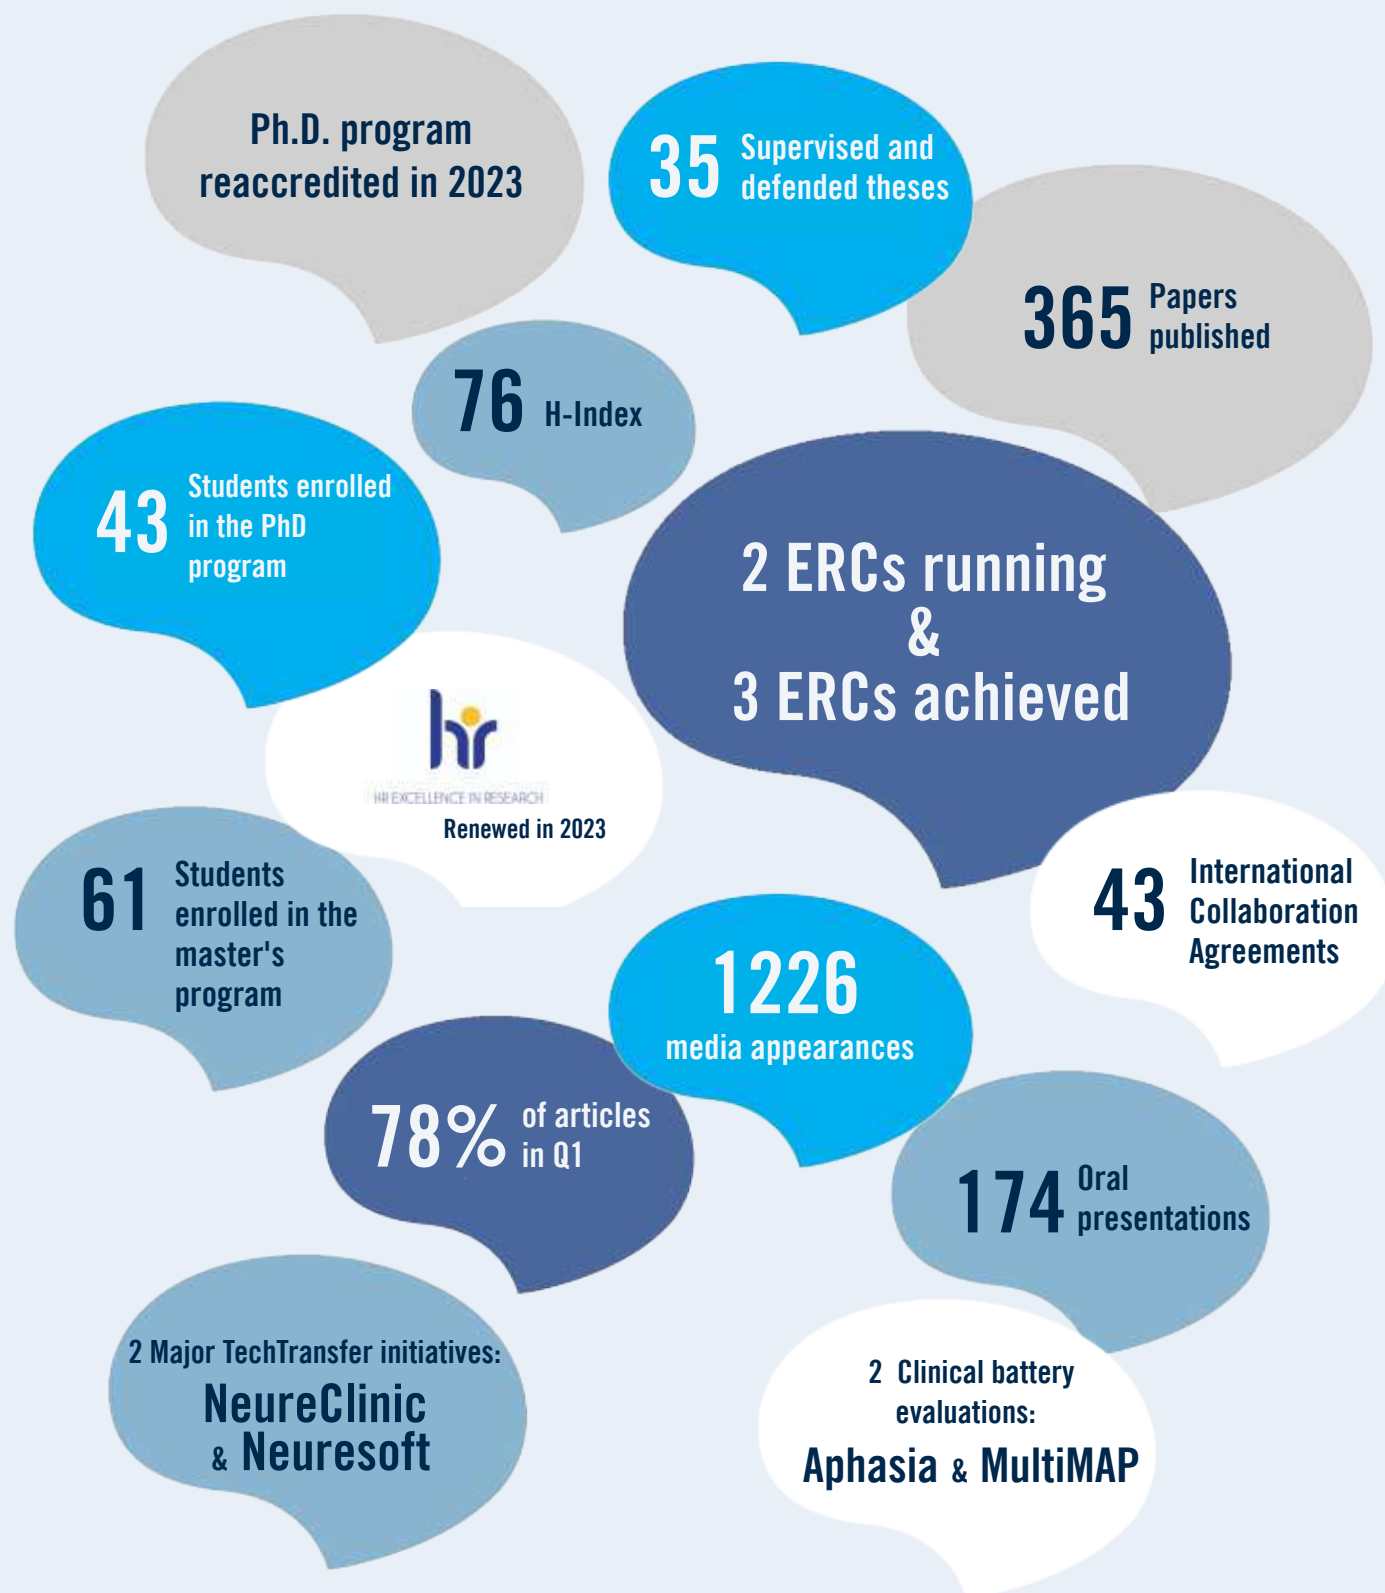 Ph.D. program
reaccredited in 2023
35 Supervised and
defended theses
365 Papers
published
76 H-Index
43 Students enrolled
in the PhD
program
2 ERCs running
&
3 ERCs achieved
hr
HR EXCELLENCE IN RESEARCH
Renewed in 2023
61 Students
enrolled in the
master's
program
43 International
Collaboration
Agreements
1226
media appearances
78% of articles
in Q1
174 Oral
presentations
2 Major TechTransfer initiatives:
NeureClinic
& Neuresoft
2 Clinical battery
evaluations:
Aphasia & MultiMAP